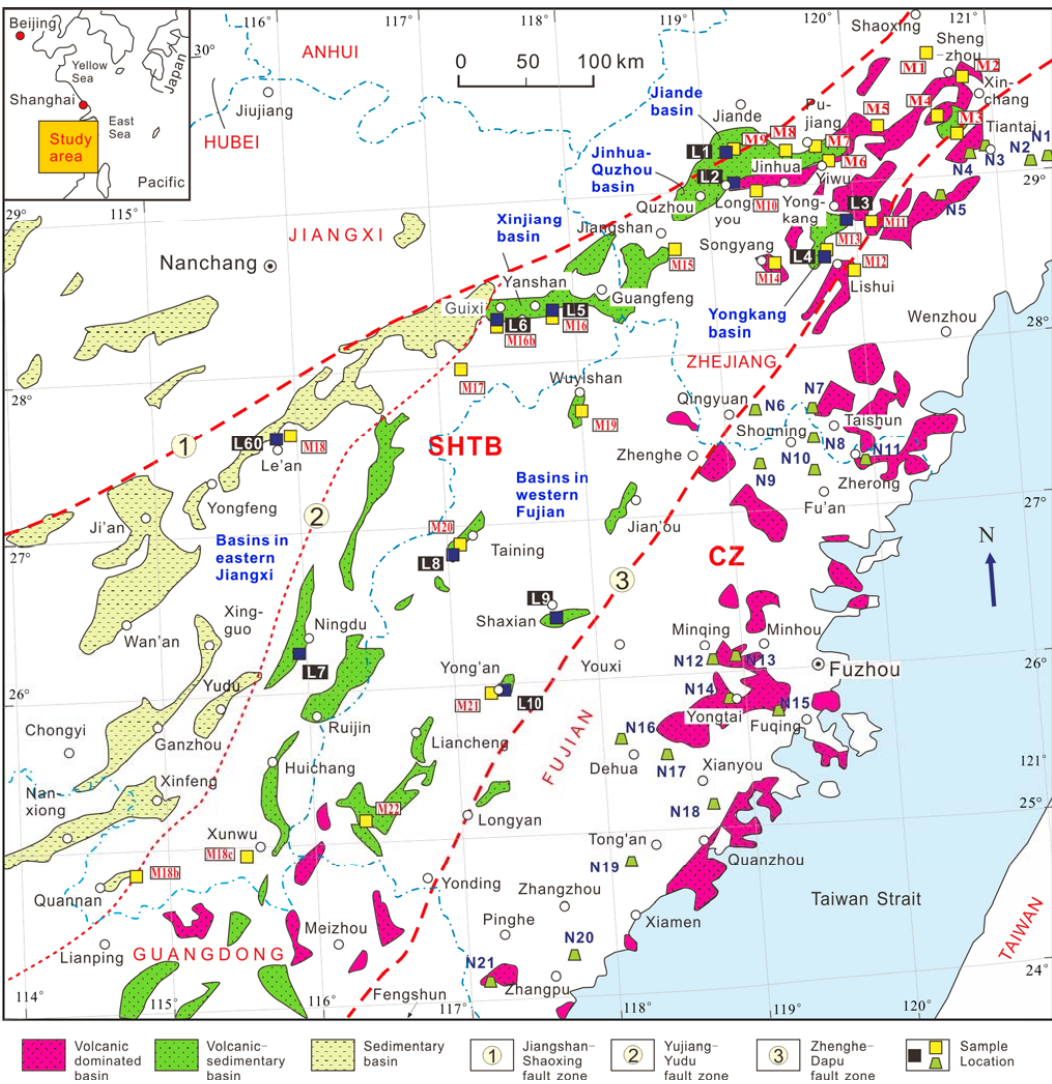 116°
117°
118°
119°
120°
121°
Beijing
Yellow
Sea
Japan
Shanghai
East
Sea
Study
area
Pacific
30°
ANHUI
0 50 100 km
Jiujiang
HUBEI
Shaoxing
Sheng
-zhou
M1
M2
Xin-
chang
M4
M3
M5
Tiantai
N1
N2
N3
N4
N5
Jiande
basin
Jiande
Pu-
jiang
L1
M9
M8
M7
M6
Jinhua-
Quzhou
basin
L2
Jinhua
Yiwu
Long
you
M10
Yong-
kang
L3
M11
Quzhou
29°
115°
29°
JIANGXI
Xinjiang
basin
Jiangshan
M15
Songyang
M14
M13
L4
M12
Lishui
Nanchang
Yanshan
Guangfeng
Guixi
L6
L5
M16
M16b
Yongkang
basin
Wenzhou
28°
28°
ZHEJIANG
M17
Wuyishan
M19
Qingyuan
N6
N7
Shouning
Taishun
N8
N10
N11
N9
Zherong
Fu'an
1
L60
M18
Le'an
SHTB
Zhenghe
Yongfeng
2
Basins in
western
Fujian
Jian'ou
27°
27°
Ji'an
Basins in
eastern
Jiangxi
M20
Taining
L8
CZ
N
3
Xing-
guo
Wan'an
Ningdu
L9
Shaxian
Youxi
Minqing
Minhou
N12
N13
Fuzhou
26°
26°
L7
Yong'an
M21
L10
Yudu
Chongyi
Ganzhou
Ruijin
Liancheng
N14
N15
Yongtai
Fuqing
FUJIAN
N16
Dehua
N17
Xianyou
N18
121°
25°
Xinfeng
Nan-
xiong
Huichang
M22
Longyan
Xunwu
M18c
M18b
Quannan
Tong'an
N19
Quanzhou
Yonding
Zhangzhou
Taiwan Strait
Xiamen
Pinghe
N20
TAIWAN
Lianping
GUANGDONG
Meizhou
N21
Zhangpu
24°
Fengshun
114°
115°
116°
117°
118°
119°
120°
Volcanic
dominated
basin
Volcanic-
sedimentary
basin
Sedimentary
basin
1
Jiangshan-
Shaoxing
fault zone
2
Yujiang-
Yudu
fault zone
3
Zhenghe-
Dapu
fault zone
Sample
Location